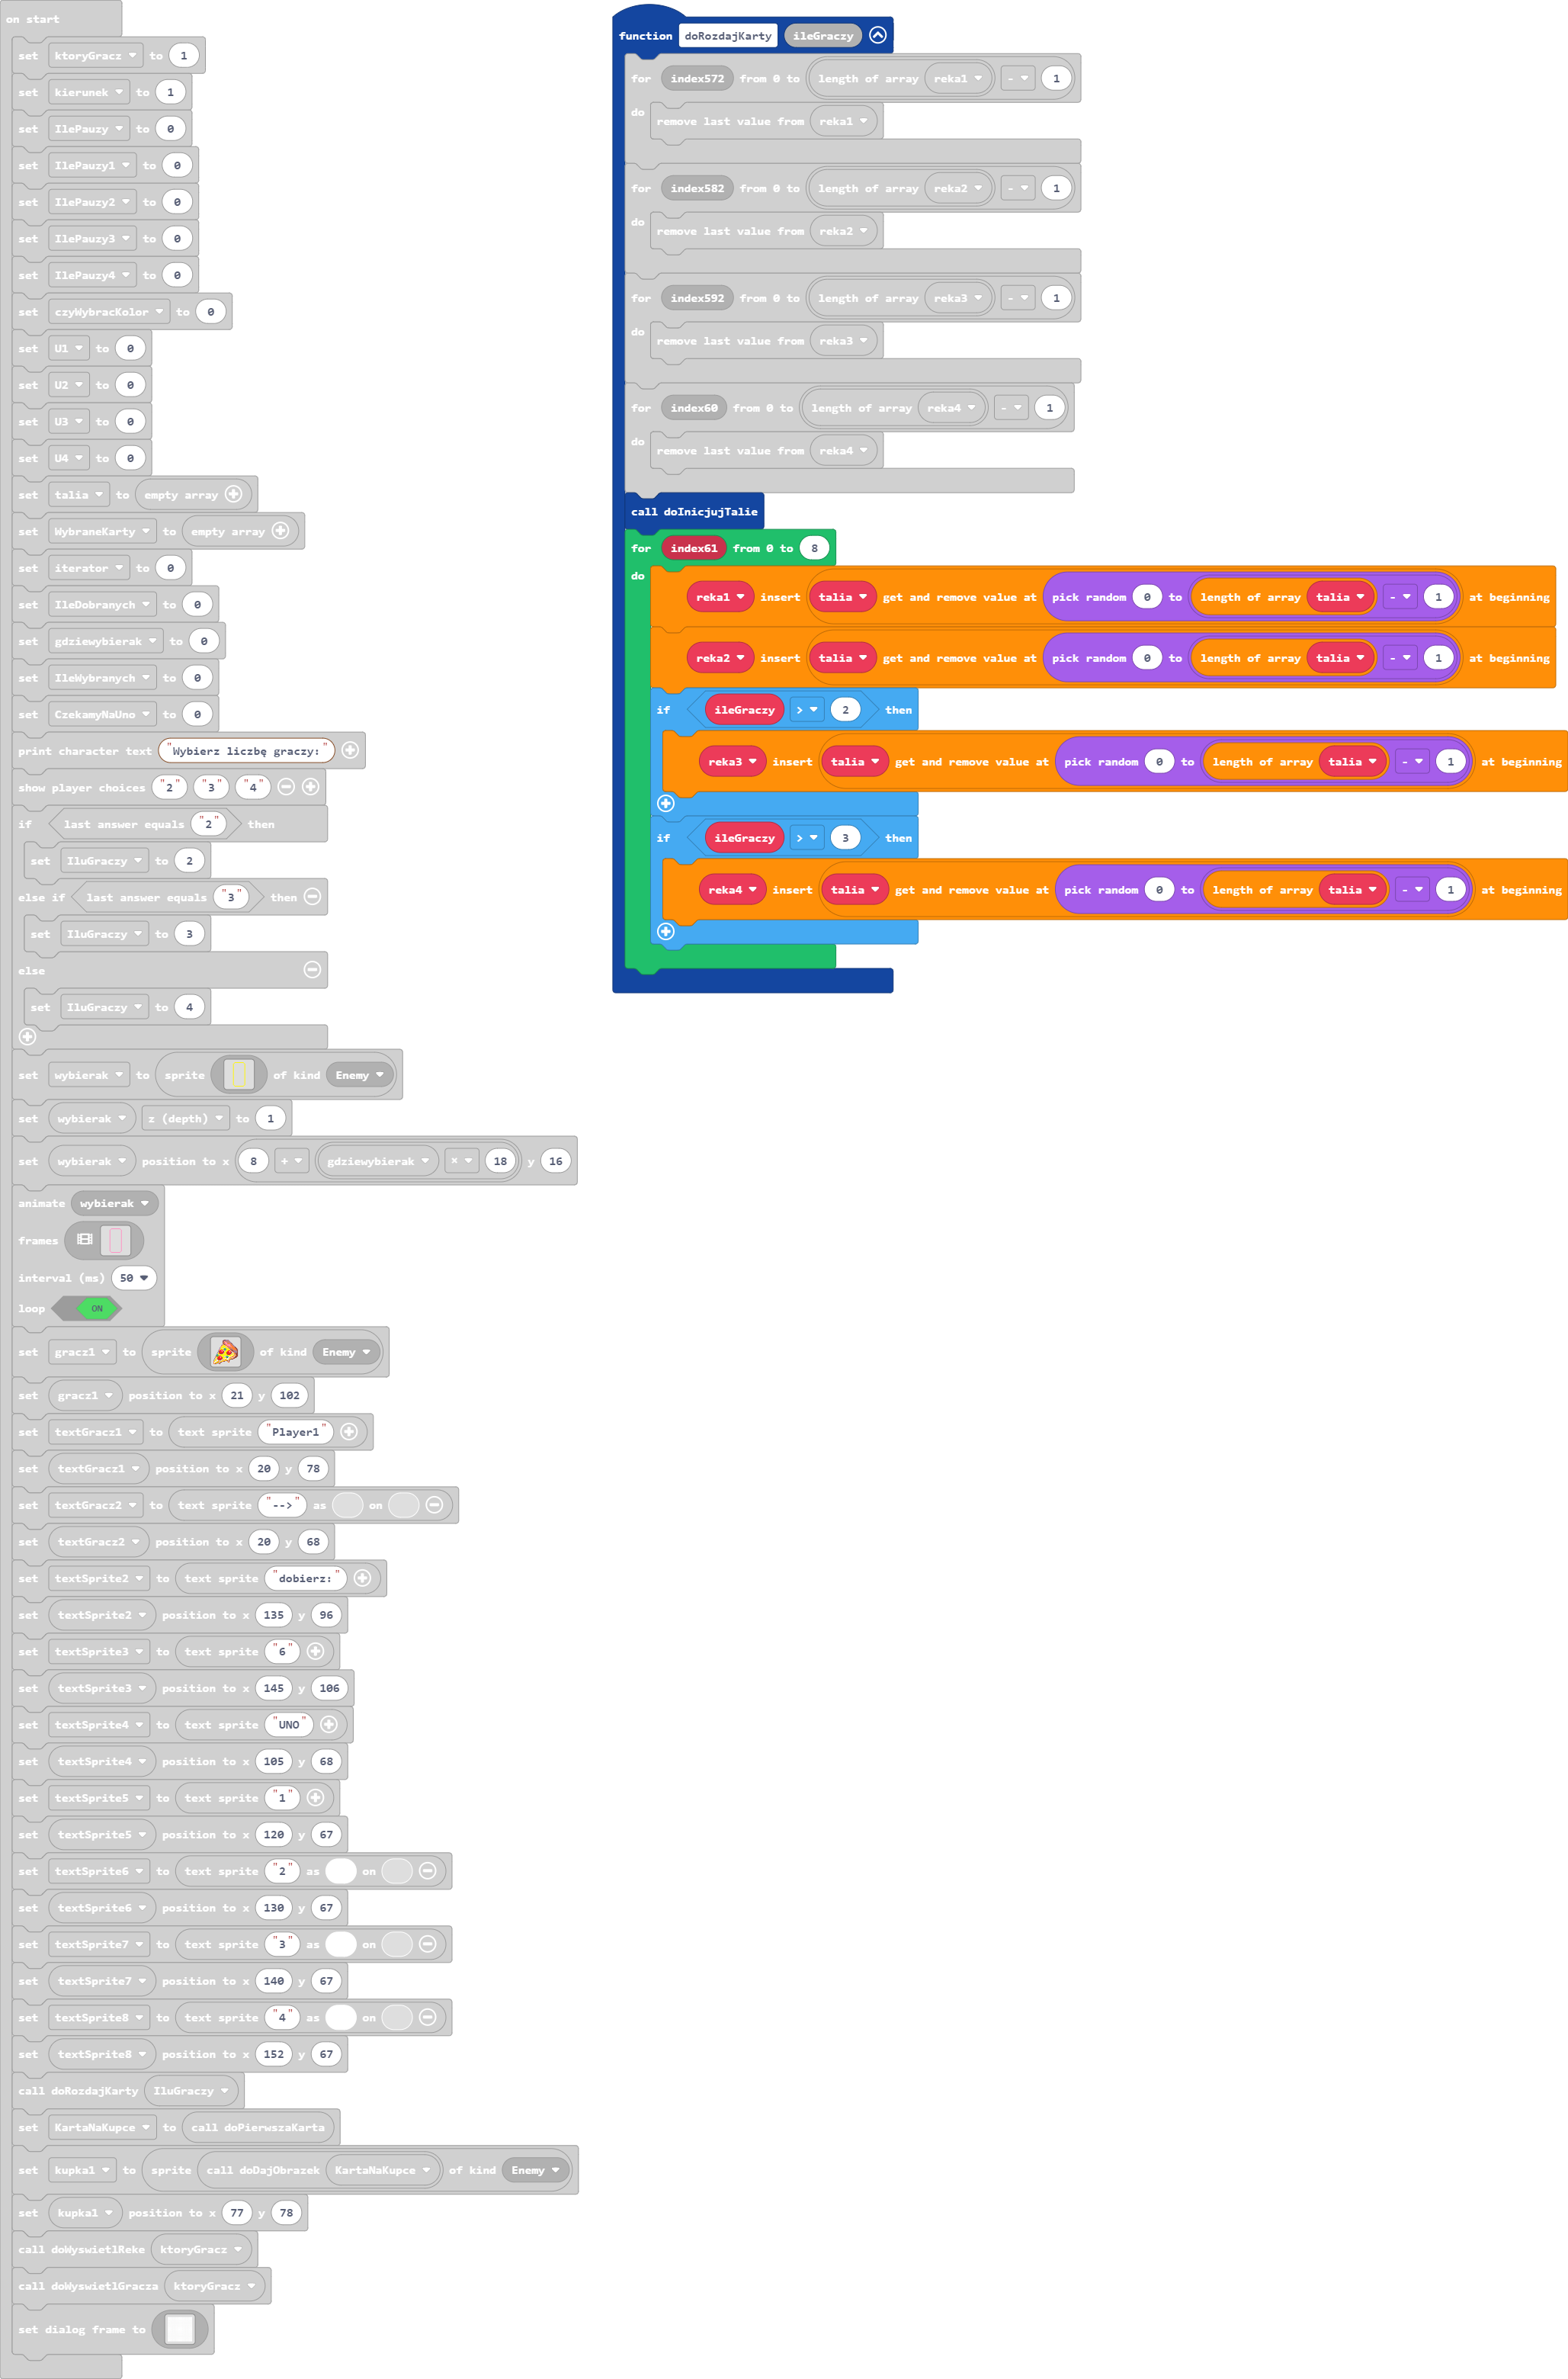 on start
set ktoryGracz to 1
set kierunek to 1
set IlePauzy to 0
set IlePauzy1 to 0
set IlePauzy2 to 0
set IlePauzy3 to 0
set IlePauzy4 to 0
set czyWybracKolor to 0
set U1 to 0
set U2 to 0
set U3 to 0
set U4 to 0
set talia to empty array
set WybraneKarty to empty array
set iterator to 0
set IleDobranych to 0
set gdziewybierak to 0
set IleWybranych to 0
set CzekamyNaUno to 0
print character text "Wybierz liczbę graczy:"
show player choices "2" "3" "4"
if last answer equals "2" then
set IluGraczy to 2
else if last answer equals "3" then
set IluGraczy to 3
else
set IluGraczy to 4
set wybierak to sprite of kind Enemy
set wybierak z (depth) to 1
set wybierak position to x 8 + gdziewybierak × 18 y 16
animate wybierak
frames
interval (ms) 50
loop ON
set gracz1 to sprite of kind Enemy
set gracz1 position to x 21 y 102
set textGracz1 to text sprite "Player1"
set textGracz1 position to x 20 y 78
set textGracz2 to text sprite "-->" as on
set textGracz2 position to x 20 y 68
set textSprite2 to text sprite "dobierz:"
set textSprite2 position to x 135 y 96
set textSprite3 to text sprite "6"
set textSprite3 position to x 145 y 106
set textSprite4 to text sprite "UNO"
set textSprite4 position to x 105 y 68
set textSprite5 to text sprite "1"
set textSprite5 position to x 120 y 67
set textSprite6 to text sprite "2" as on
set textSprite6 position to x 130 y 67
set textSprite7 to text sprite "3" as on
set textSprite7 position to x 140 y 67
set textSprite8 to text sprite "4" as on
set textSprite8 position to x 152 y 67
call doRozdajKarty IluGraczy
set KartaNaKupce to call doPierwszaKarta
set kupka1 to sprite call doDajObrazek KartaNaKupce of kind Enemy
set kupka1 position to x 77 y 78
call doWyswietlReke ktoryGracz
call doWyswietlGracza ktoryGracz
set dialog frame to
function doRozdajKarty ileGraczy
for index572 from 0 to length of array reka1 - 1
do
remove last value from reka1
for index582 from 0 to length of array reka2 - 1
do
remove last value from reka2
for index592 from 0 to length of array reka3 - 1
do
remove last value from reka3
for index60 from 0 to length of array reka4 - 1
do
remove last value from reka4
call doInicjujTalie
for index61 from 0 to 8
do
reka1 insert talia get and remove value at pick random 0 to length of array talia - 1 at beginning
reka2 insert talia get and remove value at pick random 0 to length of array talia - 1 at beginning
if ileGraczy > 2 then
reka3 insert talia get and remove value at pick random 0 to length of array talia - 1 at beginning
if ileGraczy > 3 then
reka4 insert talia get and remove value at pick random 0 to length of array talia - 1 at beginning